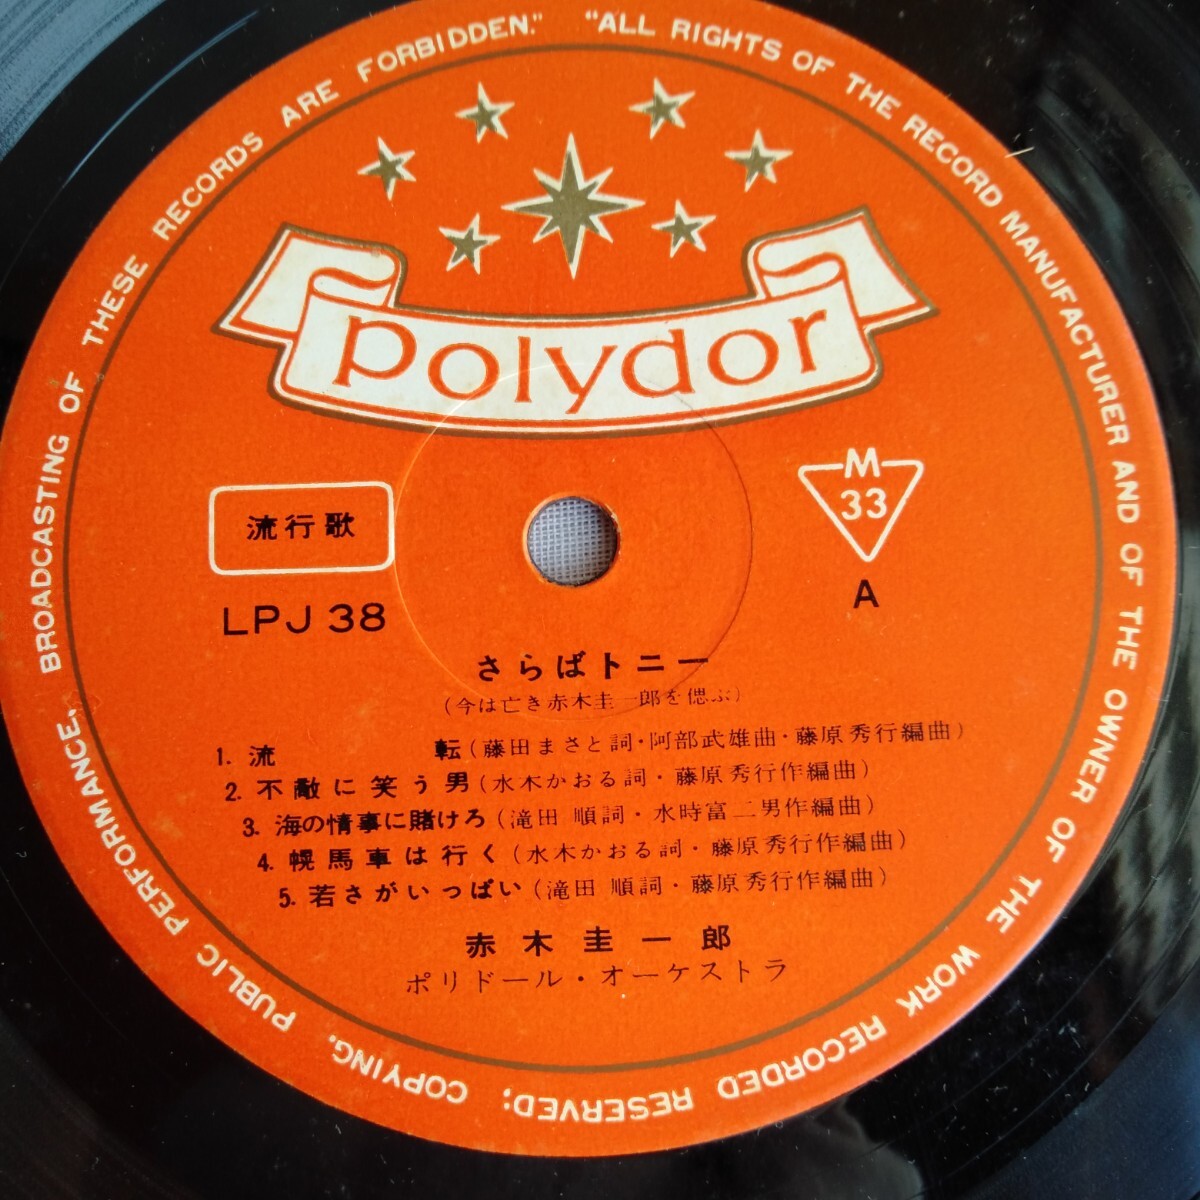 "ALL RIGHTS OF THE RECORD MANUFACTURER AND OF THE OWNER OF THE WORK RECORDED RESERVED; COPYING, PUBLIC PERFORMANCE, BROADCASTING OF THESE RECORDS ARE FORBIDDEN."
polydor
流行歌
M
33
LPJ 38
A
さらばトニー
(今は亡き赤木圭一郎を偲ぶ)
1. 流転(藤田まさと詞・阿部武雄曲・藤原秀行編曲)
2. 不敵に笑う男(水木かおる詞・藤原秀行作編曲)
3. 海の情事に賭けろ(滝田 順詞・水時富二男作編曲)
4. 幌馬車は行く(水木かおる詞・藤原秀行作編曲)
5. 若さがいっぱい(滝田 順詞・藤原秀行作編曲)
赤木圭一郎
ポリドール・オーケストラ